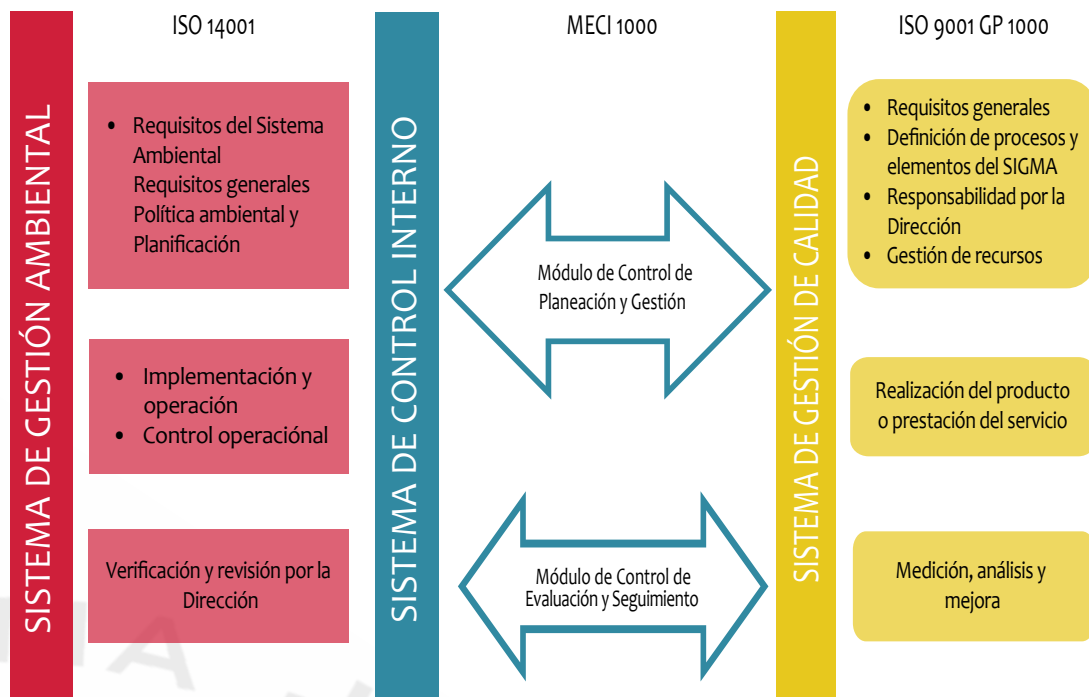 ISO 14001
MECI 1000
ISO 9001 GP 1000
SISTEMA DE GESTIÓN AMBIENTAL
• Requisitos del Sistema
Ambiental
Requisitos generales
Política ambiental y
Planificación
• Implementación y
operación
• Control operaciónal
Verificación y revisión por la
Dirección
SISTEMA DE CONTROL INTERNO
Módulo de Control de
Planeación y Gestión
Módulo de Control de
Evaluación y Seguimiento
SISTEMA DE GESTIÓN DE CALIDAD
• Requisitos generales
• Definición de procesos y
elementos del SIGMA
• Responsabilidad por la
Dirección
• Gestión de recursos
Realización del producto
o prestación del servicio
Medición, análisis y
mejora